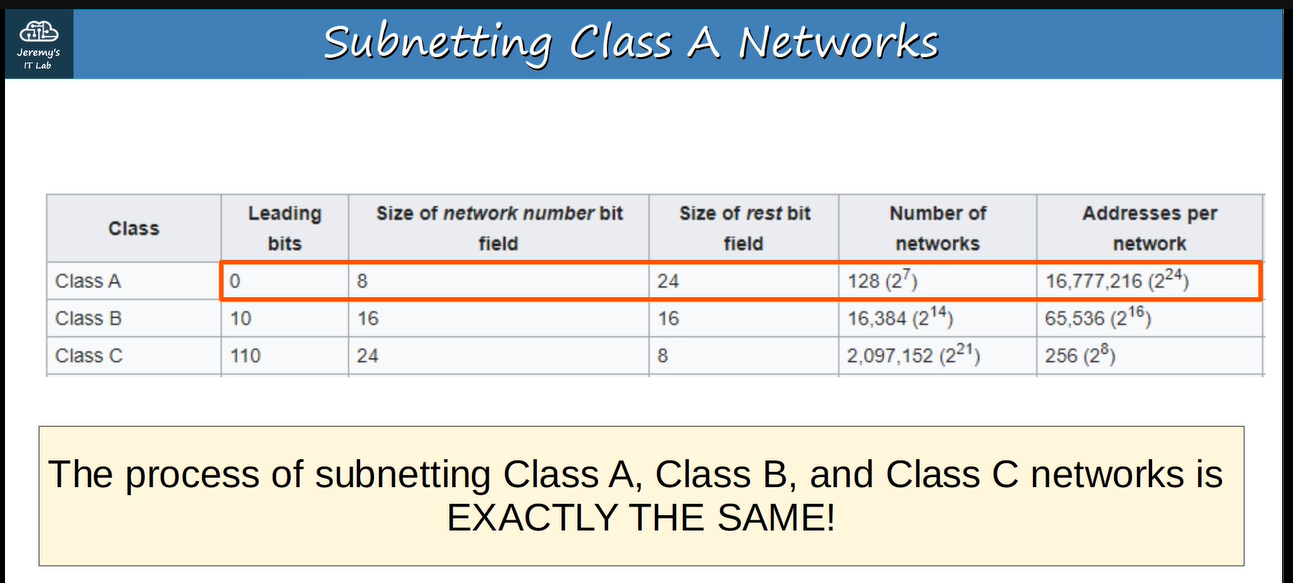 Jeremy's
IT Lab
Subnetting Class A Networks
Class Leading bits Size of network number bit field Size of rest bit field Number of networks Addresses per network
Class A 0 8 24 128 (2⁷) 16,777,216 (2²⁴)
Class B 10 16 16 16,384 (2¹⁴) 65,536 (2¹⁶)
Class C 110 24 8 2,097,152 (2²¹) 256 (2⁸)
The process of subnetting Class A, Class B, and Class C networks is
EXACTLY THE SAME!